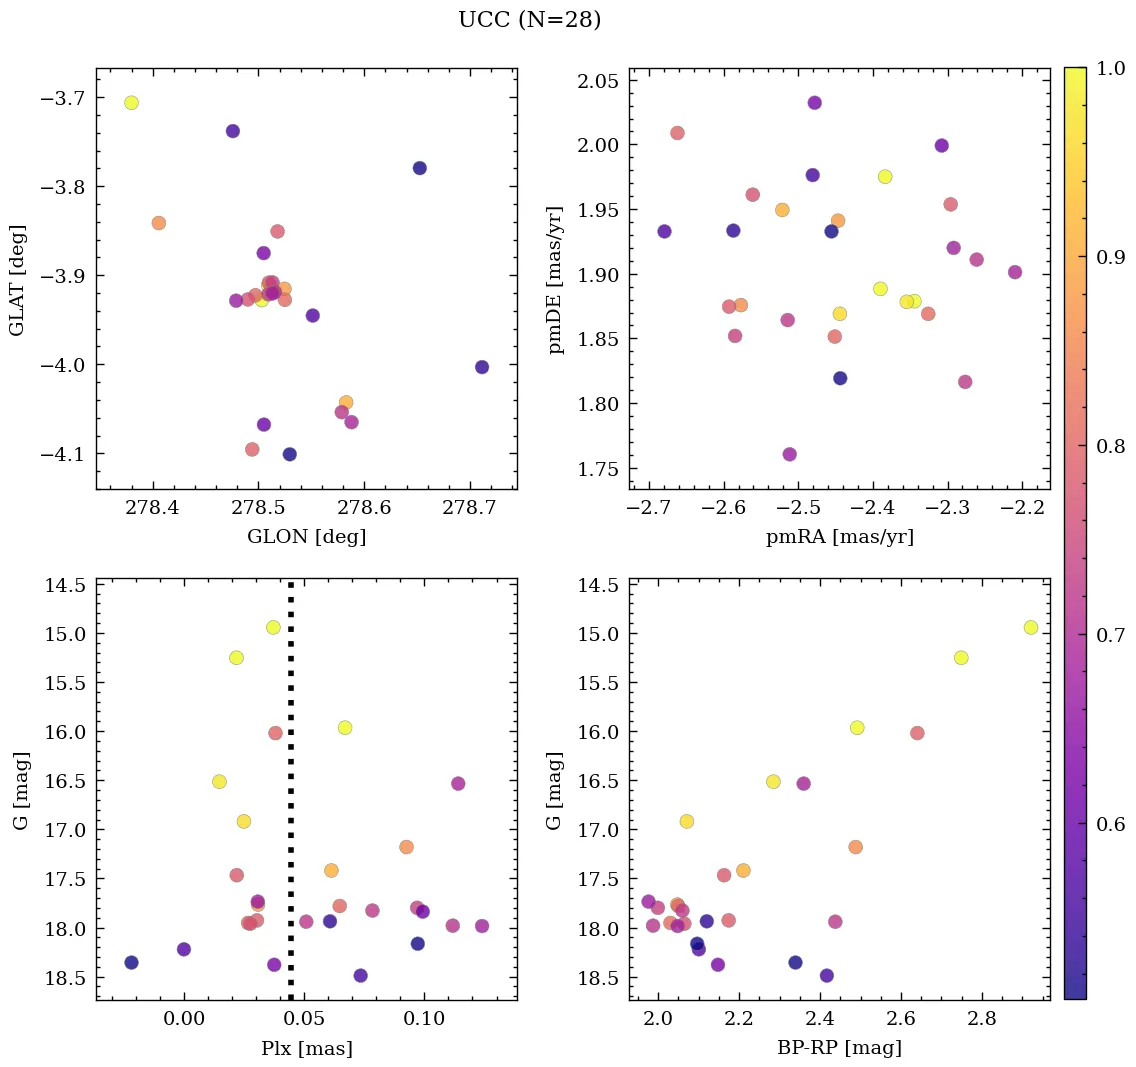 UCC (N=28)
−3.7
−3.8
−3.9
−4.0
−4.1
GLAT [deg]
278.4 278.5 278.6 278.7
GLON [deg]
2.05
2.00
1.95
1.90
1.85
1.80
1.75
pmDE [mas/yr]
−2.7 −2.6 −2.5 −2.4 −2.3 −2.2
pmRA [mas/yr]
14.5
15.0
15.5
16.0
16.5
17.0
17.5
18.0
18.5
G [mag]
0.00 0.05 0.10
Plx [mas]
14.5
15.0
15.5
16.0
16.5
17.0
17.5
18.0
18.5
G [mag]
2.0 2.2 2.4 2.6 2.8
BP-RP [mag]
1.0
0.9
0.8
0.7
0.6